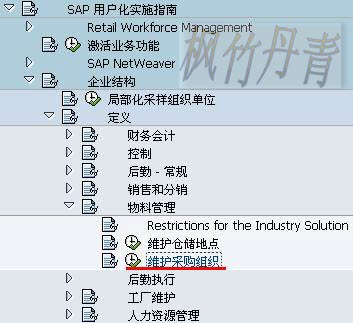 SAP 用户化实施指南
Retail Workforce Management
激活业务功能
SAP NetWeaver
企业结构
局部化采样组织单位
定义
财务会计
控制
后勤 - 常规
销售和分销
物料管理
Restrictions for the Industry Solution
维护仓储地点
维护采购组织
后勤执行
工厂维护
人力资源管理
枫竹丹青